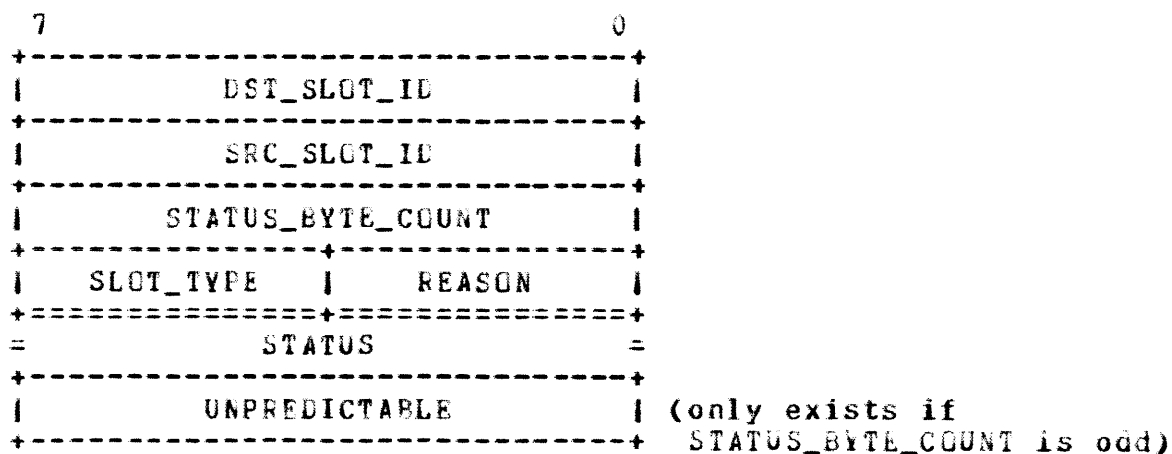 7 0
DST_SLOT_ID
SRC_SLOT_ID
STATUS_BYTE_COUNT
SLOT_TYPE | REASON
= STATUS =
UNPREDICTABLE (only exists if
STATUS_BYTE_COUNT is odd)